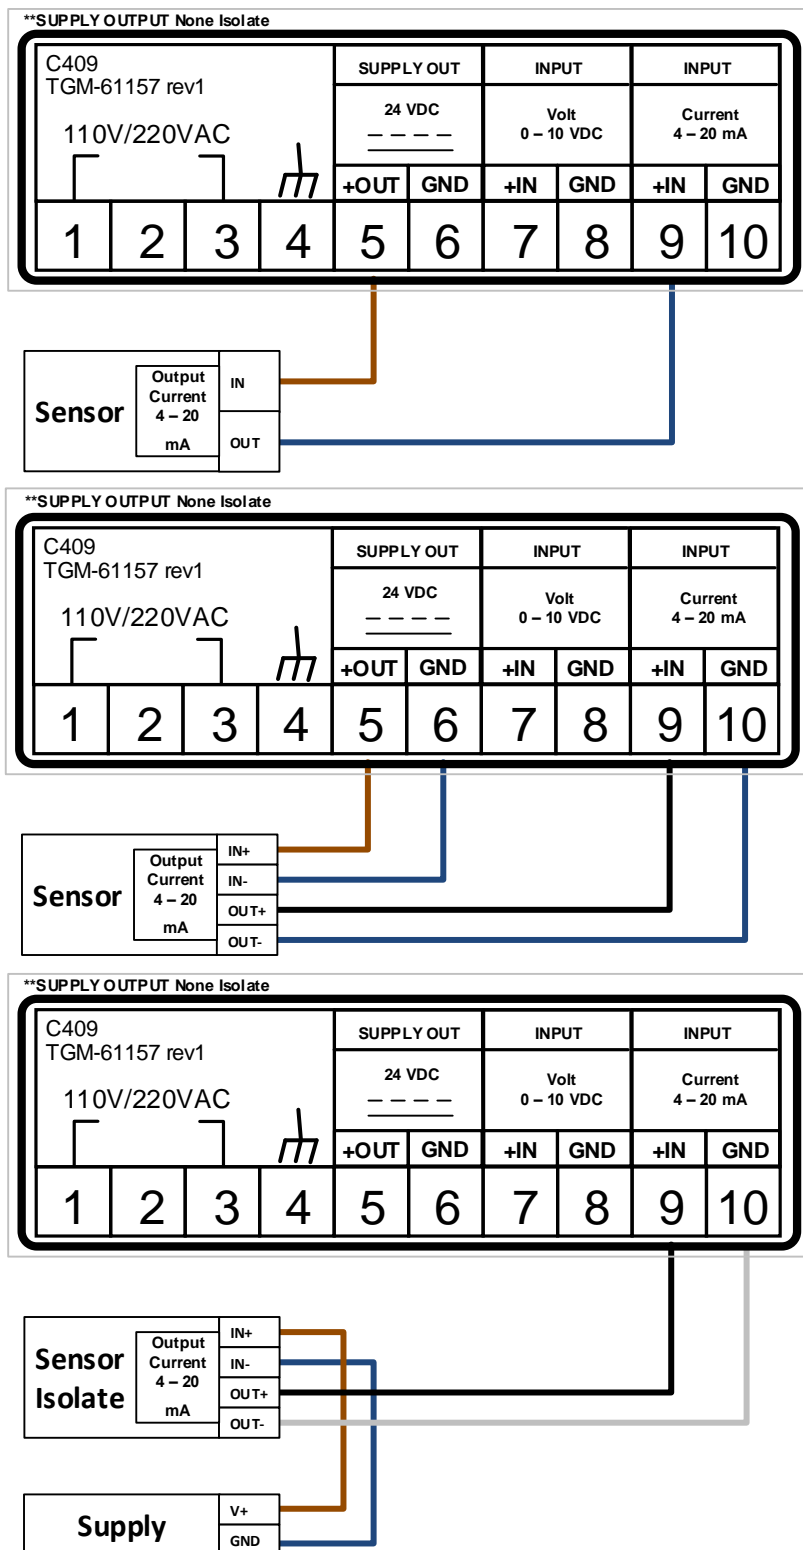 **SUPPLY OUTPUT None Isolate
C409
TGM-61157 rev1
110V/220VAC
SUPPLY OUT
INPUT
INPUT
24 VDC
Volt
0 – 10 VDC
Current
4 – 20 mA
+OUT
GND
+IN
GND
+IN
GND
1
2
3
4
5
6
7
8
9
10
Sensor
Output
Current
4 – 20
mA
IN
OUT
**SUPPLY OUTPUT None Isolate
C409
TGM-61157 rev1
110V/220VAC
SUPPLY OUT
INPUT
INPUT
24 VDC
Volt
0 – 10 VDC
Current
4 – 20 mA
+OUT
GND
+IN
GND
+IN
GND
1
2
3
4
5
6
7
8
9
10
Sensor
Output
Current
4 – 20
mA
IN+
IN-
OUT+
OUT-
**SUPPLY OUTPUT None Isolate
C409
TGM-61157 rev1
110V/220VAC
SUPPLY OUT
INPUT
INPUT
24 VDC
Volt
0 – 10 VDC
Current
4 – 20 mA
+OUT
GND
+IN
GND
+IN
GND
1
2
3
4
5
6
7
8
9
10
Sensor
Isolate
Output
Current
4 – 20
mA
IN+
IN-
OUT+
OUT-
Supply
V+
GND